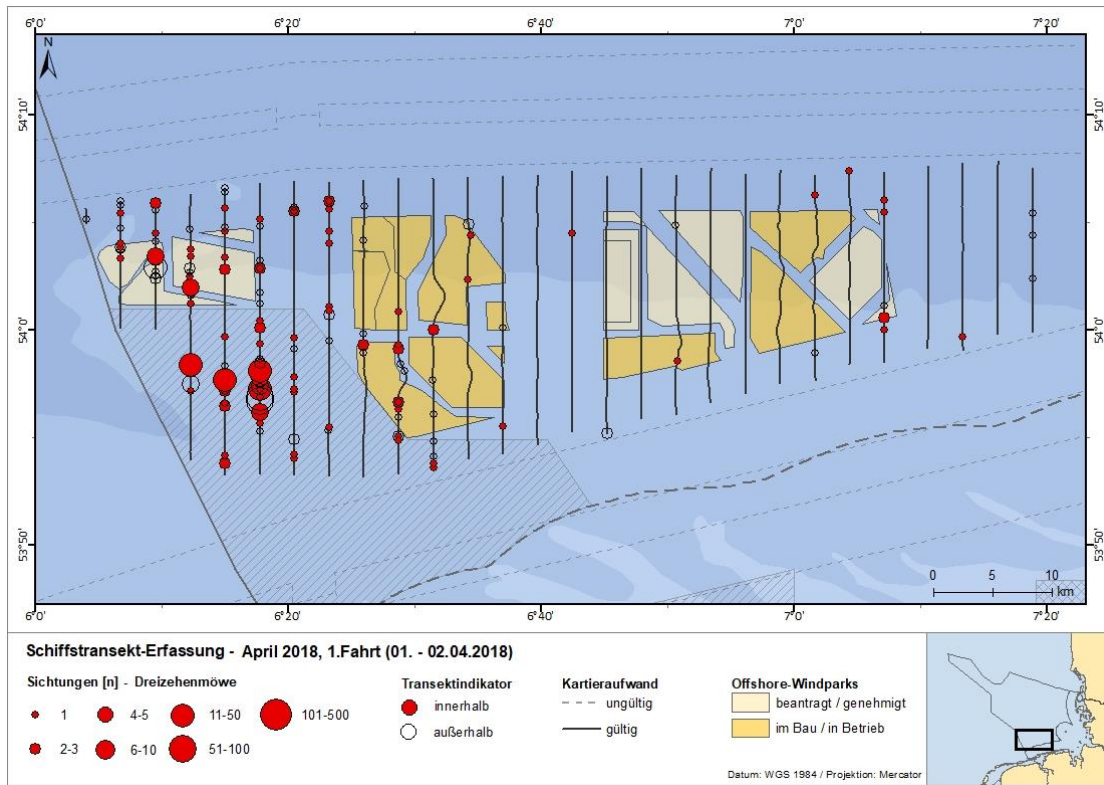 6°0' 6°20' 6°40' 7°0' 7°20'
N
54°10' 54°10'
54°0' 54°0'
53°50' 53°50'
0 5 10
km
6°0' 6°20' 6°40' 7°0' 7°20'
Schiffstransekt-Erfassung - April 2018, 1.Fahrt (01. - 02.04.2018)
Sichtungen [n] - Dreizehenmöwe
1 4-5 11-50 101-500
2-3 6-10 51-100
Transektindikator
innerhalb
außerhalb
Kartieraufwand
ungültig
gültig
Offshore-Windparks
beantragt / genehmigt
im Bau / in Betrieb
Datum: WGS 1984 / Projektion: Mercator